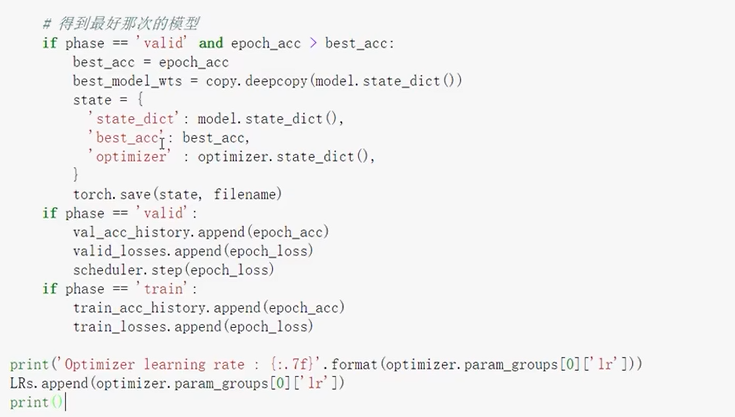 # 得到最好那次的模型
if phase == 'valid' and epoch_acc > best_acc:
best_acc = epoch_acc
best_model_wts = copy.deepcopy(model.state_dict())
state = {
'state_dict': model.state_dict(),
'best_acc': best_acc,
'optimizer' : optimizer.state_dict(),
}
torch.save(state, filename)
if phase == 'valid':
val_acc_history.append(epoch_acc)
valid_losses.append(epoch_loss)
scheduler.step(epoch_loss)
if phase == 'train':
train_acc_history.append(epoch_acc)
train_losses.append(epoch_loss)
print('Optimizer learning rate : {:.7f}'.format(optimizer.param_groups[0]['lr']))
LRs.append(optimizer.param_groups[0]['lr'])
print()